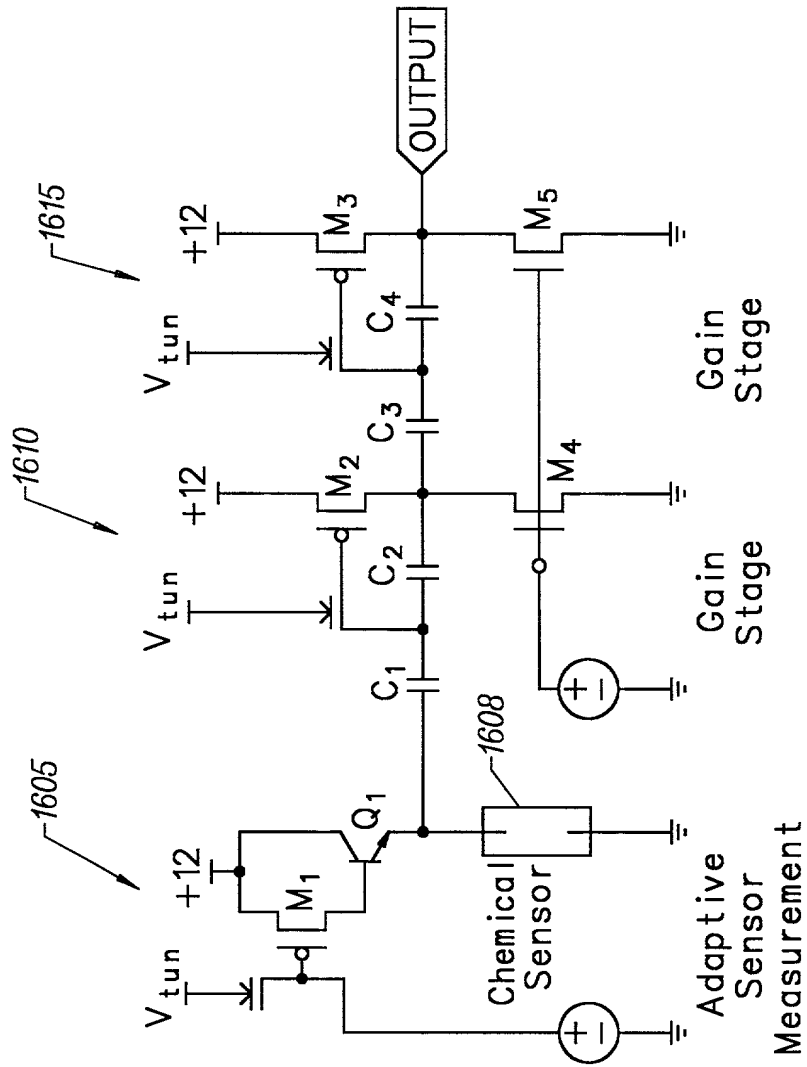 1605
1610
1615
Vtun
+12
M1
Q1
Vtun
+12
M2
Vtun
+12
M3
C1
C2
C3
C4
OUTPUT
1608
Chemical
Sensor
M4
M5
+
-
+
-
Adaptive
Sensor
Measurement
Gain
Stage
Gain
Stage